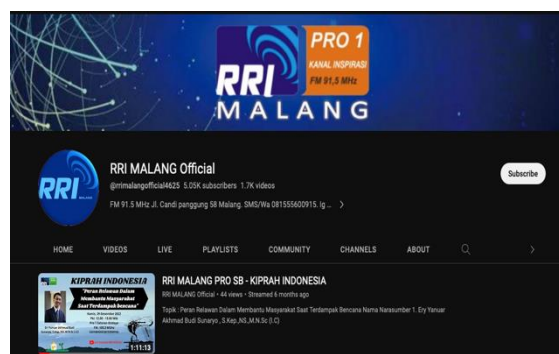 PRO 1
KANAL INSPIRASI
FM 91,5 MHz
RRI
MALANG
RRI
RRI MALANG Official
@rrimalangofficial4625 5.05K subscribers 1.7K videos
FM 91.5 MHz Jl. Candi panggung 58 Malang. SMS/Wa 081555600915. Ig ...
Subscribe
HOME VIDEOS LIVE PLAYLISTS COMMUNITY CHANNELS ABOUT
KIPRAH INDONESIA
"Peran Relawan Dalam
Membantu Masyarakat
Saat Terdampak bencana"
1:11:13
RRI MALANG PRO SB - KIPRAH INDONESIA
RRI MALANG Official • 44 views • Streamed 6 months ago
Topik : Peran Relawan Dalam Membantu Masyarakat Saat Terdampak Bencana Nama Narasumber 1. Ery Yanuar
Akhmad Budi Sunaryo_S.Kep_NS,M.N.Sc (I.C)